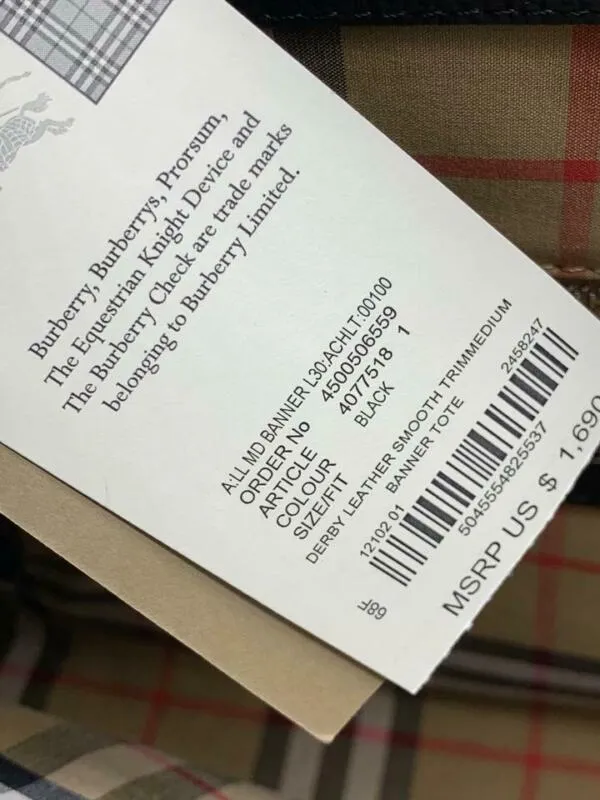 Burberry, Burberrys, Prorsum,
The Equestrian Knight Device and
The Burberry Check are trade marks
belonging to Burberry Limited.
A:LL MD BANNER L30:ACHLT:00100
ORDER No 4500506559
ARTICLE 4077518 1
COLOUR BLACK
SIZE/FIT
DERBY LEATHER SMOOTH TRIMMEDIUM
BANNER TOTE
12102 01 2458247
5045554825537
F
89
MSRP US $ 1,690